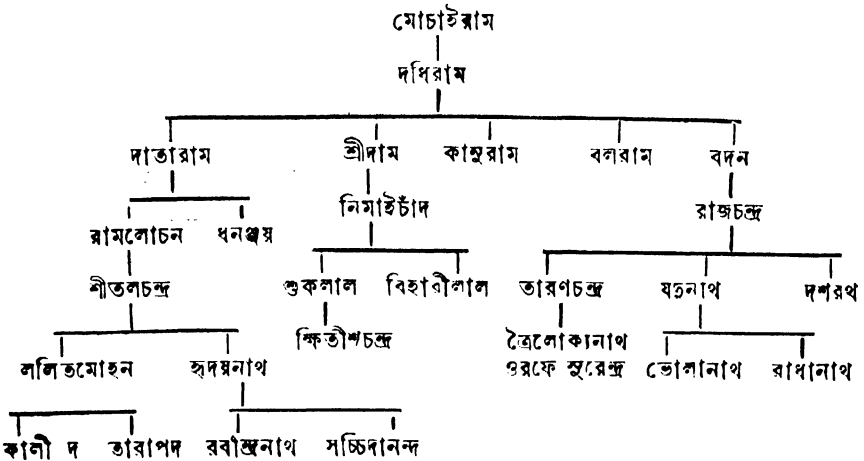 মোচাইরাম
দধিরাম
দাতারাম শ্রীদাম কানুরাম বলরাম বদন
নিমাইচাঁদ রাজচন্দ্র
রামলোচন ধনঞ্জয়
শীতলচন্দ্র শুকলাল বিহারীলাল তারণচন্দ্র যদুনাথ দশরথ
ক্ষিতীশচন্দ্র ত্রৈলোক্যনাথ
ললিতমোহন হৃদয়নাথ ওরফে সুরেন্দ্র ভোলানাথ রাধানাথ
কালী দ তারাপদ রবীন্দ্রনাথ সচ্চিদানন্দ